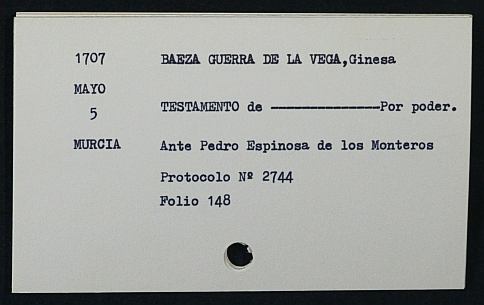 1707 BAEZA GUERRA DE LA VEGA,Ginesa
MAYO
5 TESTAMENTO de ---------------Por poder.
MURCIA Ante Pedro Espinosa de los Monteros
Protocolo Nº 2744
Folio 148